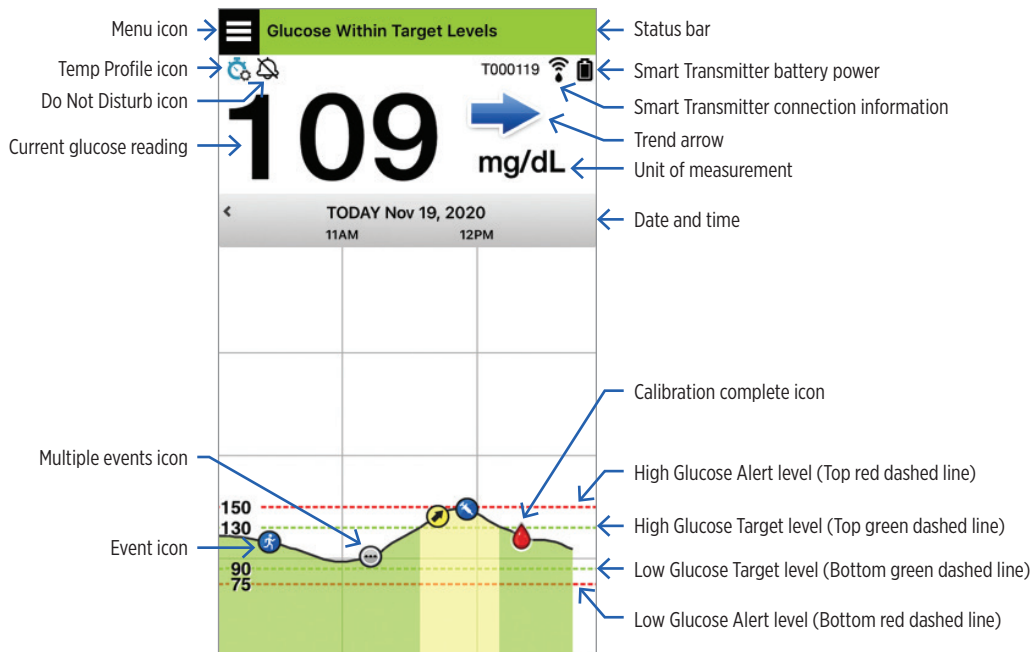 Menu icon
Glucose Within Target Levels
Status bar
Temp Profile icon
T000119
Smart Transmitter battery power
Do Not Disturb icon
Smart Transmitter connection information
109
Trend arrow
Current glucose reading
mg/dL
Unit of measurement
TODAY Nov 19, 2020
Date and time
11AM 12PM
Calibration complete icon
Multiple events icon
High Glucose Alert level (Top red dashed line)
150
130
High Glucose Target level (Top green dashed line)
Event icon
90
Low Glucose Target level (Bottom green dashed line)
75
Low Glucose Alert level (Bottom red dashed line)